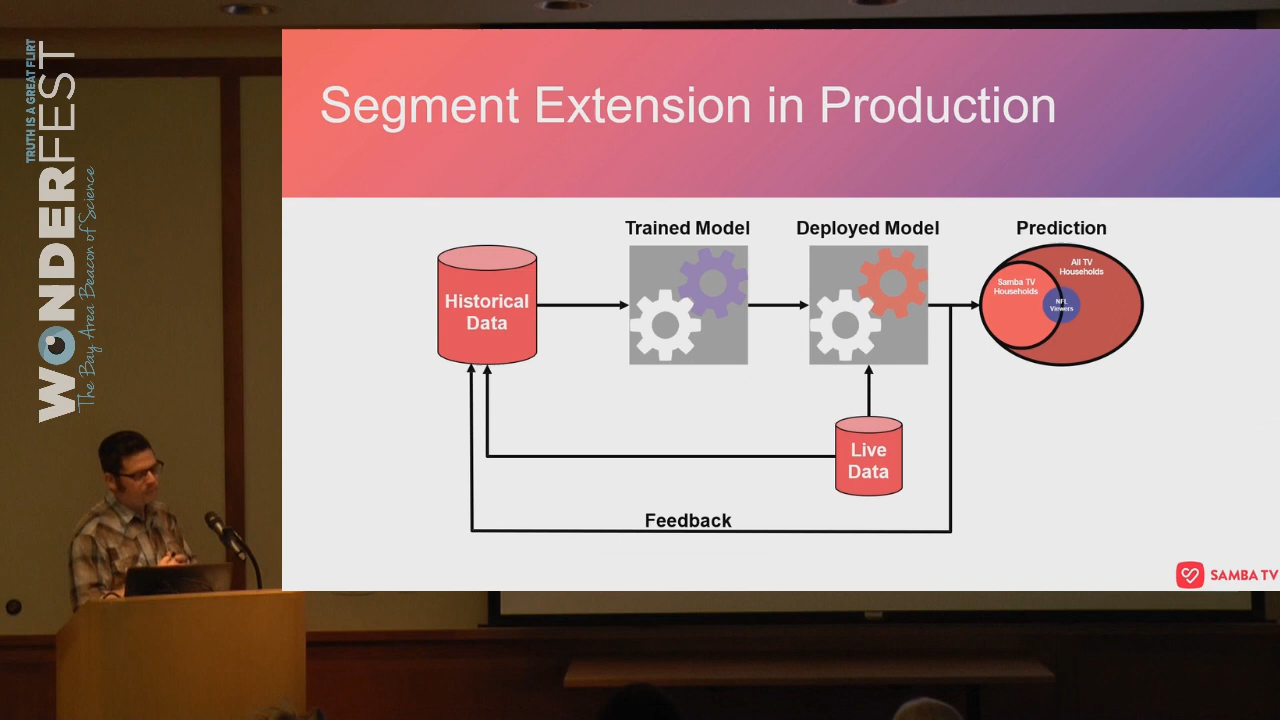 TRUTH IS A GREAT FLIRT
WONDERFEST
The Bay Area Beacon of Science
Segment Extension in Production
Trained Model
Deployed Model
Prediction
Historical
Data
All TV
Households
Samba TV
Households
NFL
Viewers
Live
Data
Feedback
SAMBA TV